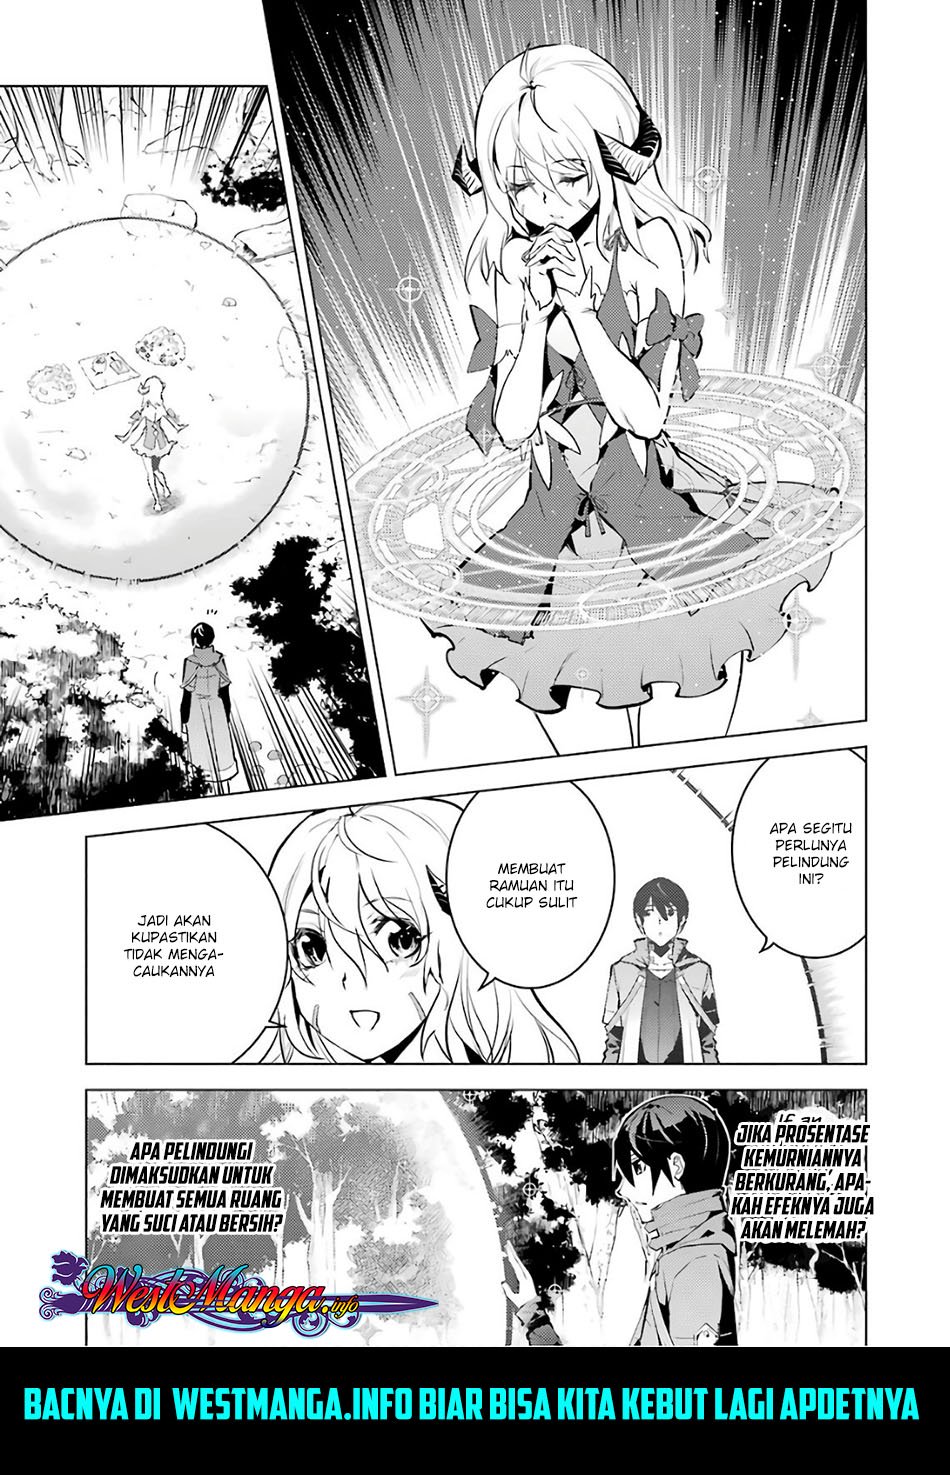 APA SEGITU
PERLUNYA
PELINDUNG
INI?
MEMBUAT
RAMUAN ITU
CUKUP SULIT
JADI AKAN
KUPASTIKAN
TIDAK MENGA-
CAUKANNYA
If an
JIKA PROSENTASE
KEMURNIANNYA
BERKURANG, APA-
KAH EFEKNYA JUGA
AKAN MELEMAH?
APA PELINDUNGI
DIMAKSUDKAN UNTUK
MEMBUAT SEMUA RUANG
YANG SUCI ATAU BERSIH?
WestManga.info
BACNYA DI WESTMANGA.INFO BIAR BISA KITA KEBUT LAGI APDETNYA